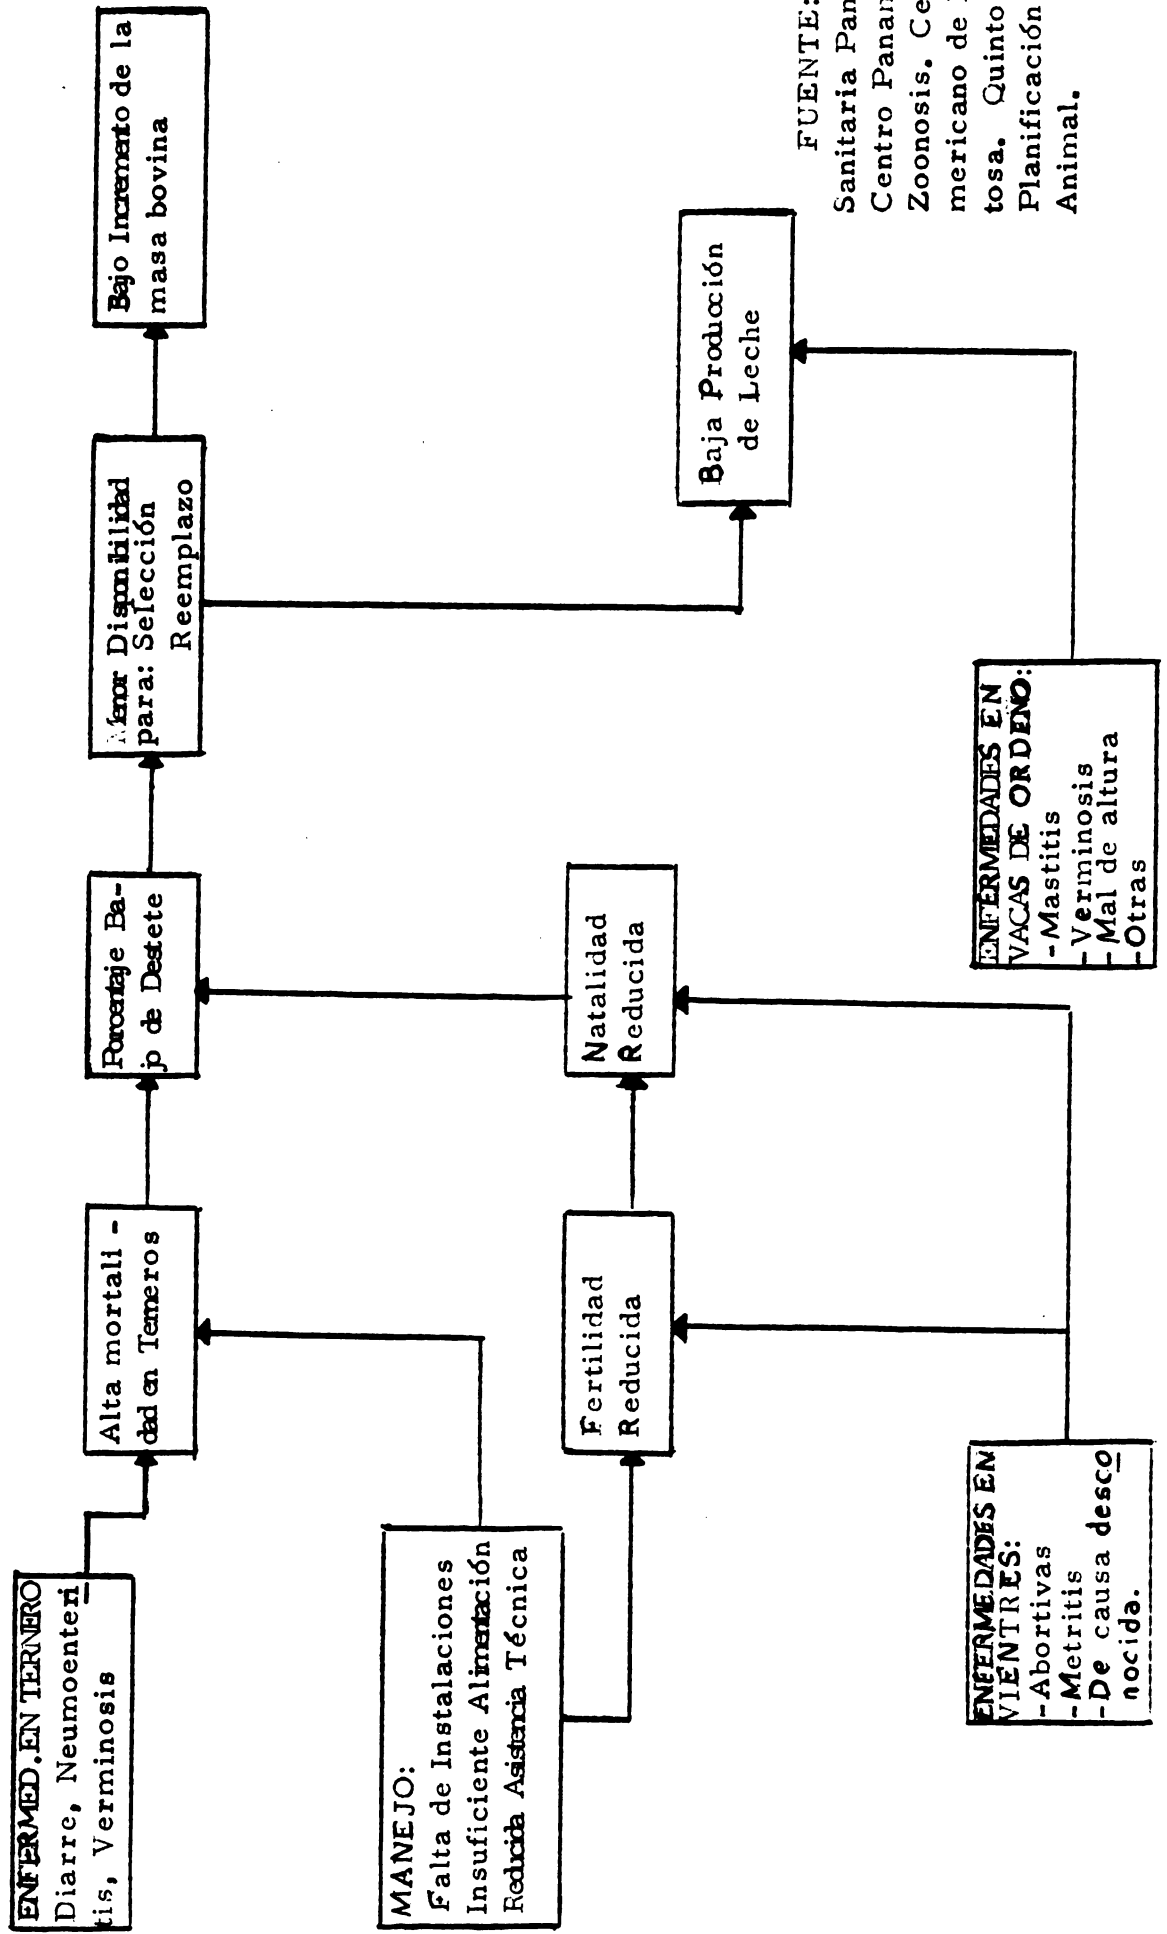 ENFERMED. EN TERNERO
Diarre, Neumoenteri
tis, Verminosis
MANEJO:
Falta de Instalaciones
Insuficiente Alimentación
Reducida Asistencia Técnica
ENFERMEDADES EN
VIENTRES:
-Abortivas
-Metritis
-De causa desco
nocida.
Alta mortali -
dad en Terneros
Fertilidad
Reducida
Porcentaje Ba-
jo de Destete
Natalidad
Reducida
ENFERMEDADES EN
VACAS DE ORDENO:
-Mastitis
-Verminosis
-Mal de altura
-Otras
Menor Disponibilidad
para: Selección
Reemplazo
Baja Producción
de Leche
Bajo Incremento de la
masa bovina
FUENTE:
Sanitaria Pan
Centro Panam
Zoonosis. Ce
mericano de
tosa. Quinto
Planificación
Animal.